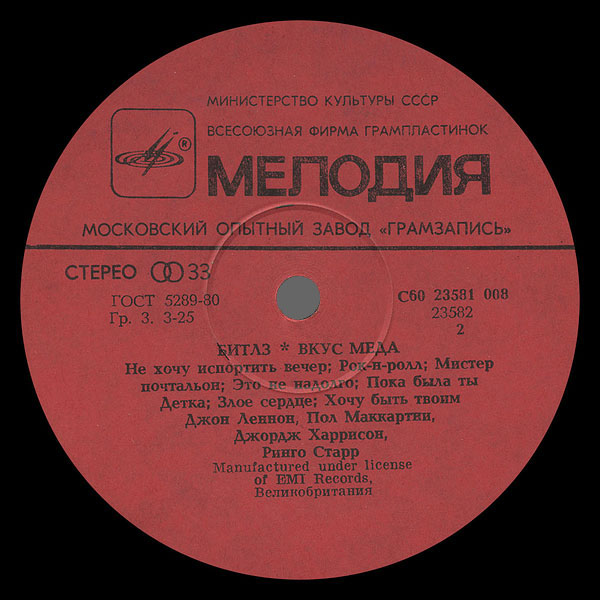 МИНИСТЕРСТВО КУЛЬТУРЫ СССР
ВСЕСОЮЗНАЯ ФИРМА ГРАМПЛАСТИНОК
®
МЕЛОДИЯ
МОСКОВСКИЙ ОПЫТНЫЙ ЗАВОД «ГРАМЗАПИСЬ»
СТЕРЕО 33
ГОСТ 5289-80
Гр. 3. 3-25
С60 23581 008
23582
2
БИТЛЗ * ВКУС МЕДА
Не хочу испортить вечер; Рок-н-ролл; Мистер
почтальон; Это не надолго; Пока была ты
Детка; Злое сердце; Хочу быть твоим
Джон Леннон, Пол Маккартни,
Джордж Харрисон,
Ринго Старр
Manufactured under license
of EMI Records,
Великобритания